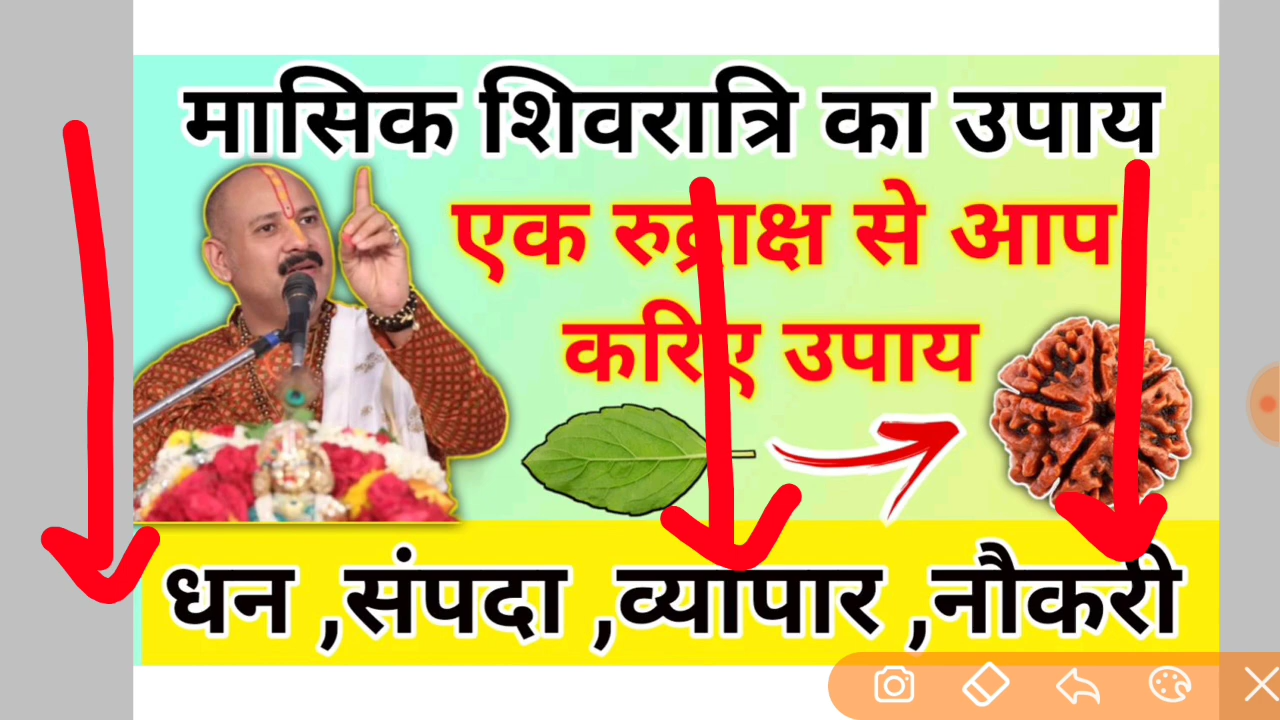 मासिक शिवरात्रि का उपाय
एक रुद्राक्ष से आप
करिए उपाय
धन ,संपदा ,व्यापार ,नौकरी